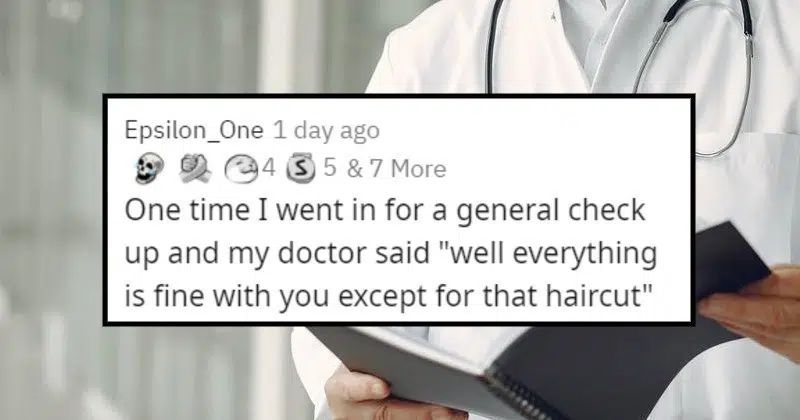 Epsilon_One 1 day ago
4 S 5 & 7 More
One time I went in for a general check
up and my doctor said "well everything
is fine with you except for that haircut"